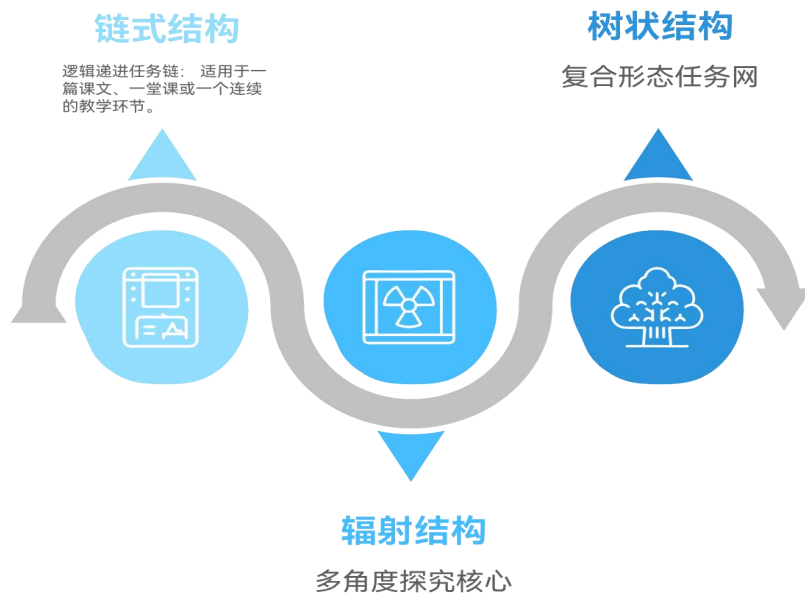 链式结构
逻辑递进任务链： 适用于一
篇课文、一堂课或一个连续
的教学环节。
树状结构
复合形态任务网
辐射结构
多角度探究核心